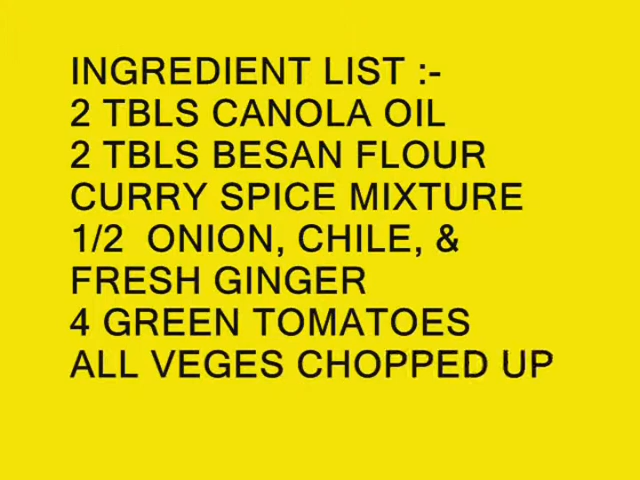 INGREDIENT LIST :-
2 TBLS CANOLA OIL
2 TBLS BESAN FLOUR
CURRY SPICE MIXTURE
1/2  ONION, CHILE, &
FRESH GINGER
4 GREEN TOMATOES
ALL VEGES CHOPPED UP